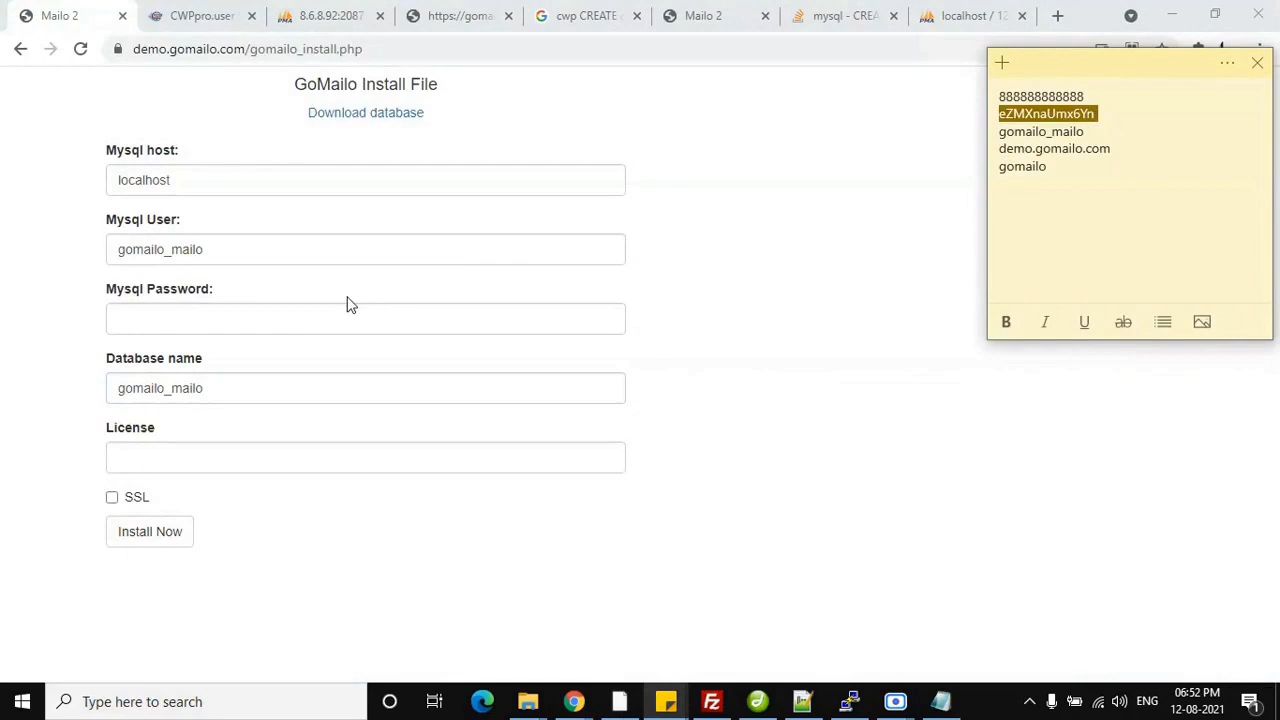 Mailo 2
CWPpro.user
8.6.8.92:2087
https://goma
cwp CREATE
Mailo 2
mysql - CREA
localhost / 12
demo.gomailo.com/gomailo_install.php
GoMailo Install File
Download database
Mysql host:
localhost
Mysql User:
gomailo_mailo
Mysql Password:
Database name
gomailo_mailo
License
SSL
Install Now
888888888888
eZMXnaUmx6Yn
gomailo_mailo
demo.gomailo.com
gomailo
B I U ab
Type here to search
ENG
06:52 PM
12-08-2021